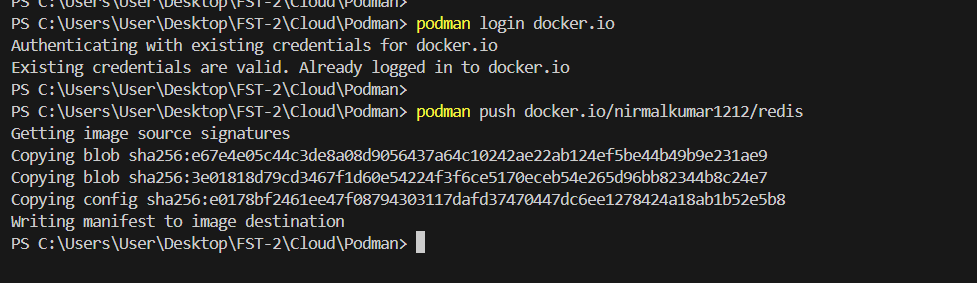 PS C:\Users\User\Desktop\FST-2\Cloud\Podman>
PS C:\Users\User\Desktop\FST-2\Cloud\Podman> podman login docker.io
Authenticating with existing credentials for docker.io
Existing credentials are valid. Already logged in to docker.io
PS C:\Users\User\Desktop\FST-2\Cloud\Podman>
PS C:\Users\User\Desktop\FST-2\Cloud\Podman> podman push docker.io/nirmalkumar1212/redis
Getting image source signatures
Copying blob sha256:e67e4e05c44c3de8a08d9056437a64c10242ae22ab124ef5be44b49b9e231ae9
Copying blob sha256:3e01818d79cd3467f1d60e54224f3f6ce5170eceb54e265d96bb82344b8c24e7
Copying config sha256:e0178bf2461ee47f08794303117dafd37470447dc6ee1278424a18ab1b52e5b8
Writing manifest to image destination
PS C:\Users\User\Desktop\FST-2\Cloud\Podman>